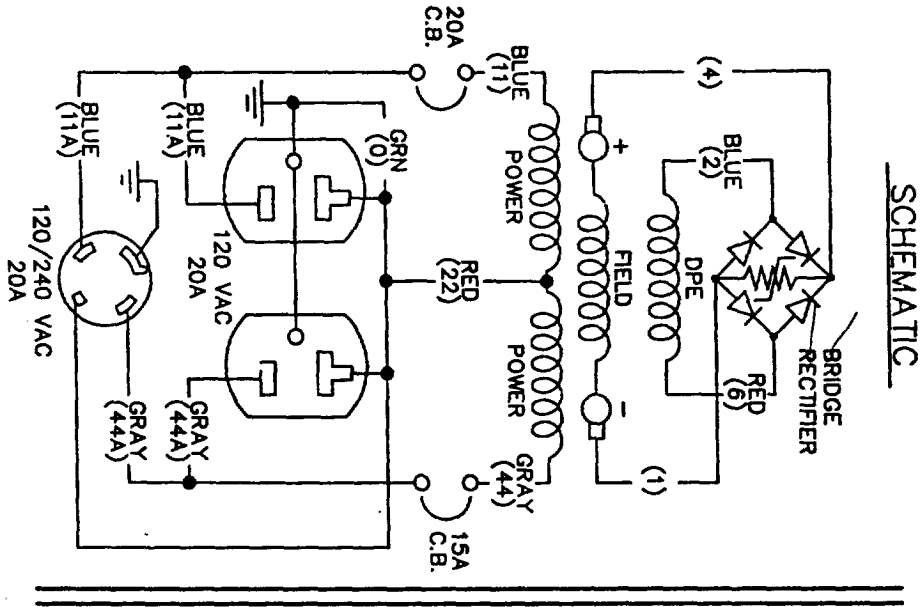 SCHEMATIC
BRIDGE
RECTIFIER
(4)
BLUE
(2)
RED
(6)
(1)
DPE
+
FIELD
-
20A
C.B.
BLUE
(11)
POWER
POWER
GRAY
(44)
15A
C.B.
RED
(22)
GRN
(0)
BLUE
(11A)
BLUE
(11A)
120 VAC
20A
GRAY
(44A)
GRAY
(44A)
120/240 VAC
20A